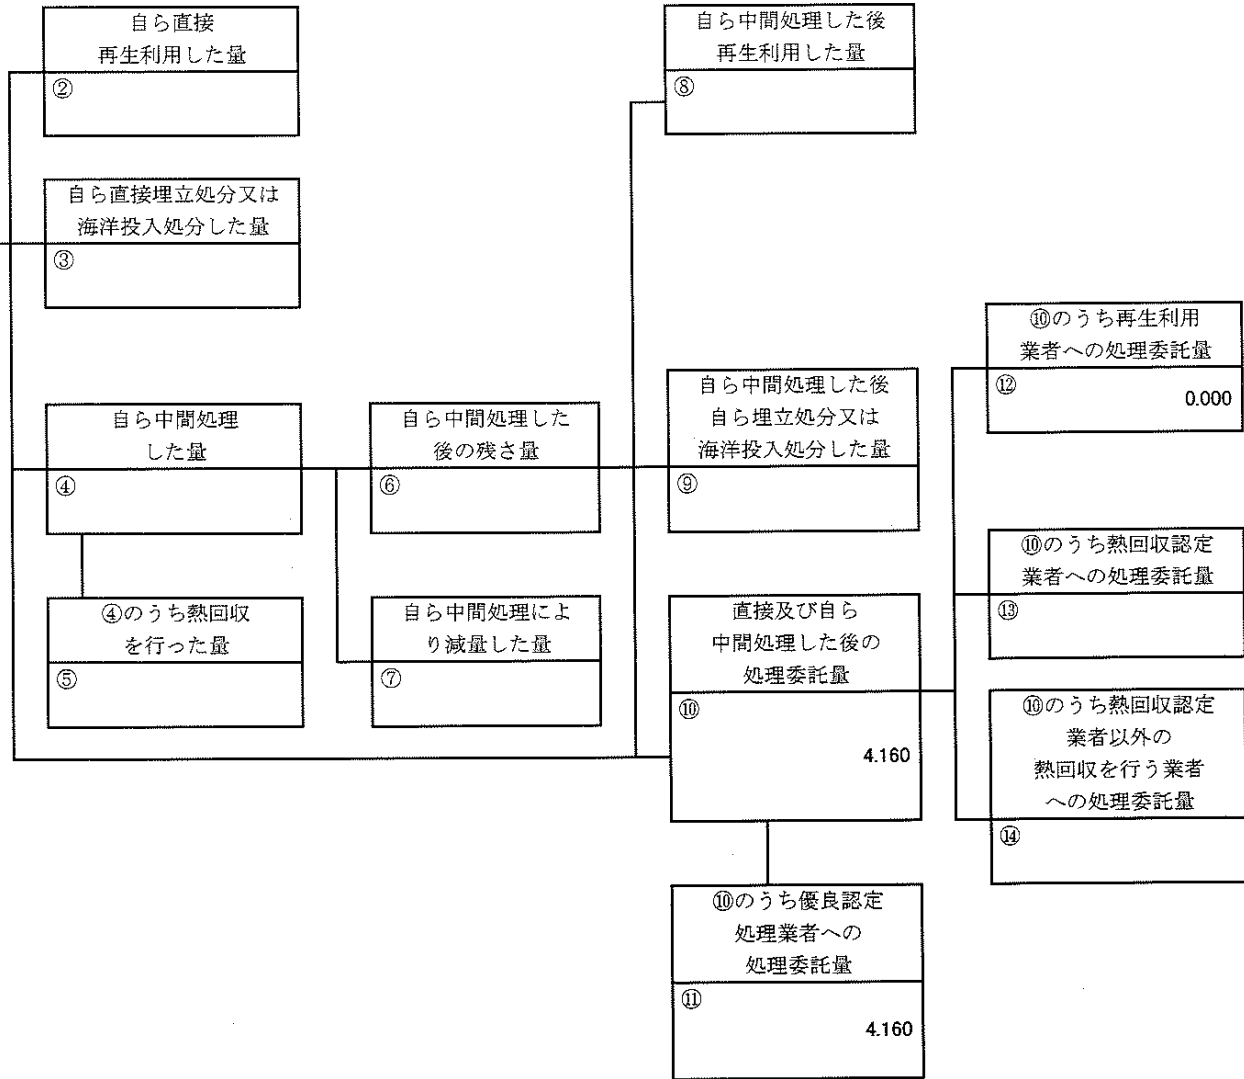 自ら直接
再生利用した量
②
自ら直接埋立処分又は
海洋投入処分した量
③
自ら中間処理
した量
④
④のうち熱回収
を行った量
⑤
自ら中間処理した
後の残さ量
⑥
自ら中間処理によ
り減量した量
⑦
自ら中間処理した後
再生利用した量
⑧
自ら中間処理した後
自ら埋立処分又は
海洋投入処分した量
⑨
直接及び自ら
中間処理した後の
処理委託量
⑩
4.160
⑩のうち優良認定
処理業者への
処理委託量
⑪
4.160
⑩のうち再生利用
業者への処理委託量
⑫
0.000
⑩のうち熱回収認定
業者への処理委託量
⑬
⑩のうち熱回収認定
業者以外の
熱回収を行う業者
への処理委託量
⑭